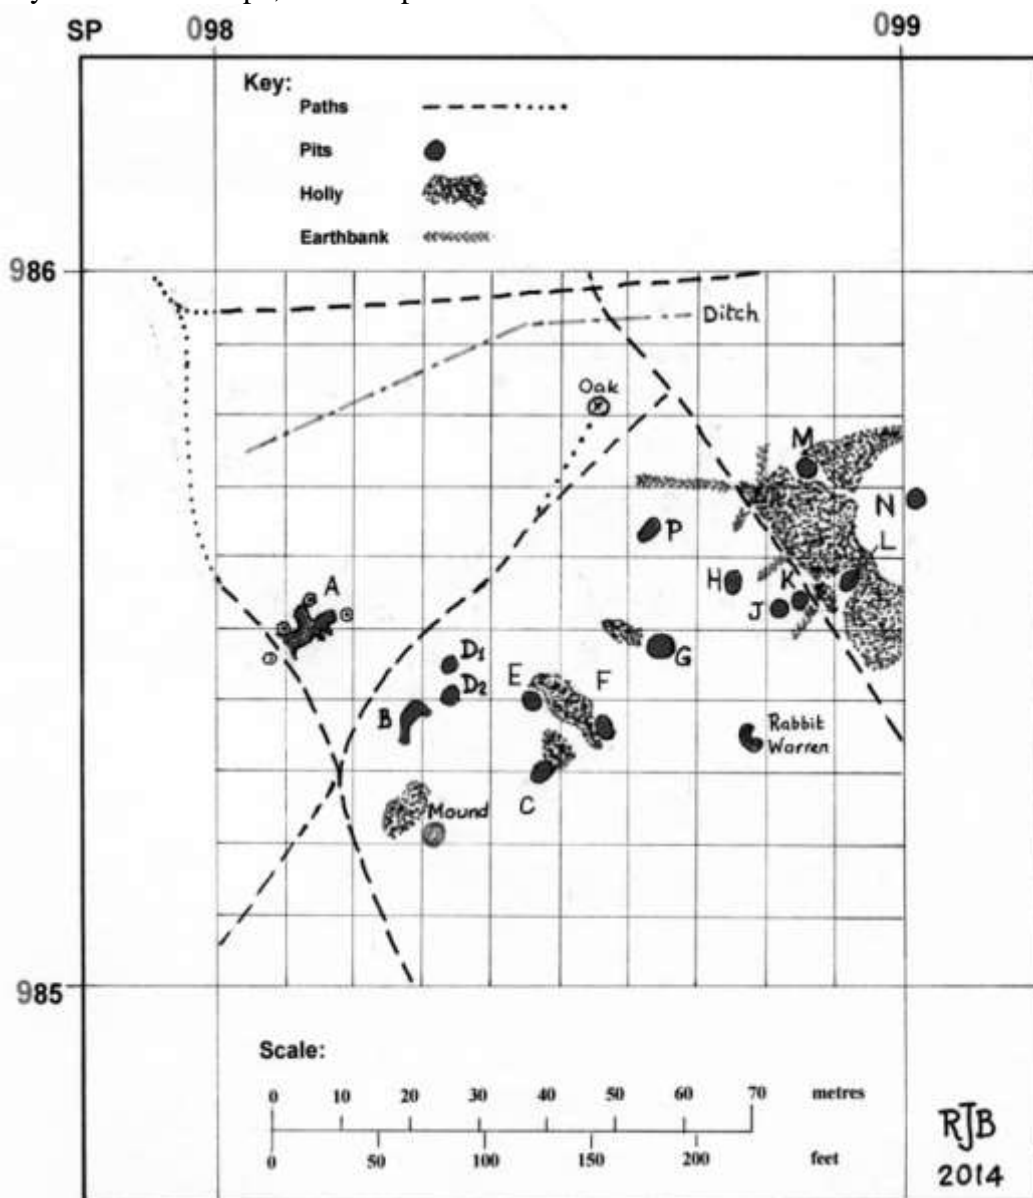 SP 098 099
Key:
Paths
Pits
Holly
Earthbank
986
Ditch
Oak
M
N
P
L
A
H
K
J
D1
G
D2
E
F
B
Rabbit
Warren
C
Mound
985
Scale:
0 10 20 30 40 50 60 70 metres
0 50 100 150 200 feet
RJB
2014